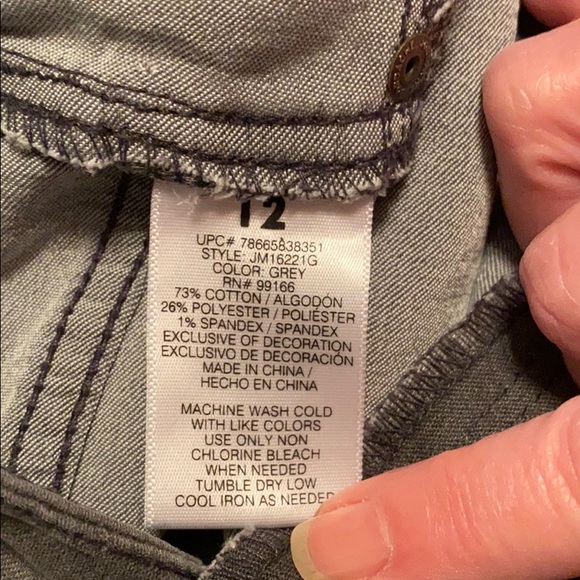 12
UPC# 78665838351
STYLE: JM16221G
COLOR: GREY
RN# 99166
73% COTTON / ALGODÓN
26% POLYESTER / POLIÉSTER
1% SPANDEX / SPANDEX
EXCLUSIVE OF DECORATION
EXCLUSIVO DE DECORACIÓN
MADE IN CHINA /
HECHO EN CHINA
MACHINE WASH COLD
WITH LIKE COLORS
USE ONLY NON
CHLORINE BLEACH
WHEN NEEDED
TUMBLE DRY LOW
COOL IRON AS NEEDED